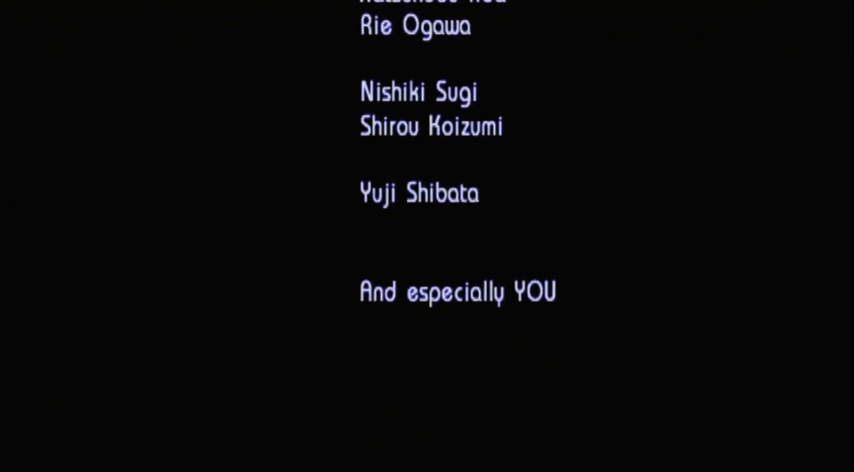 Rie Ogawa
Nishiki Sugi
Shirou Koizumi
Yuji Shibata
And especially YOU